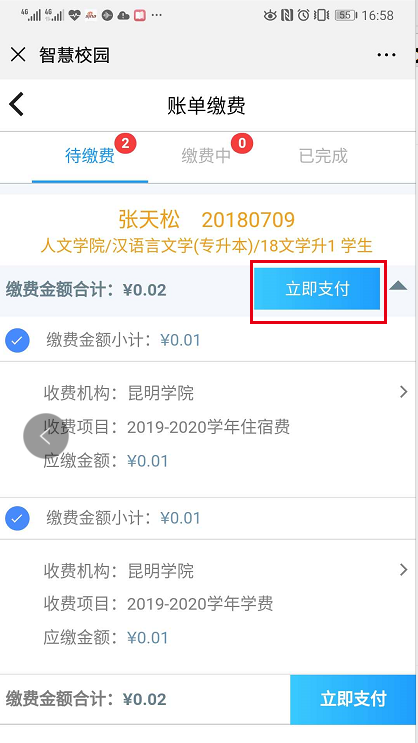 4G 4G 55 16:58
智慧校园
账单缴费
待缴费 2 缴费中 0 已完成
张天松 20180709
人文学院/汉语言文学(专升本)/18文学升1 学生
缴费金额合计：¥0.02 立即支付
缴费金额小计：¥0.01
收费机构：昆明学院
收费项目：2019-2020学年住宿费
应缴金额：¥0.01
缴费金额小计：¥0.01
收费机构：昆明学院
收费项目：2019-2020学年学费
应缴金额：¥0.01
缴费金额合计：¥0.02 立即支付